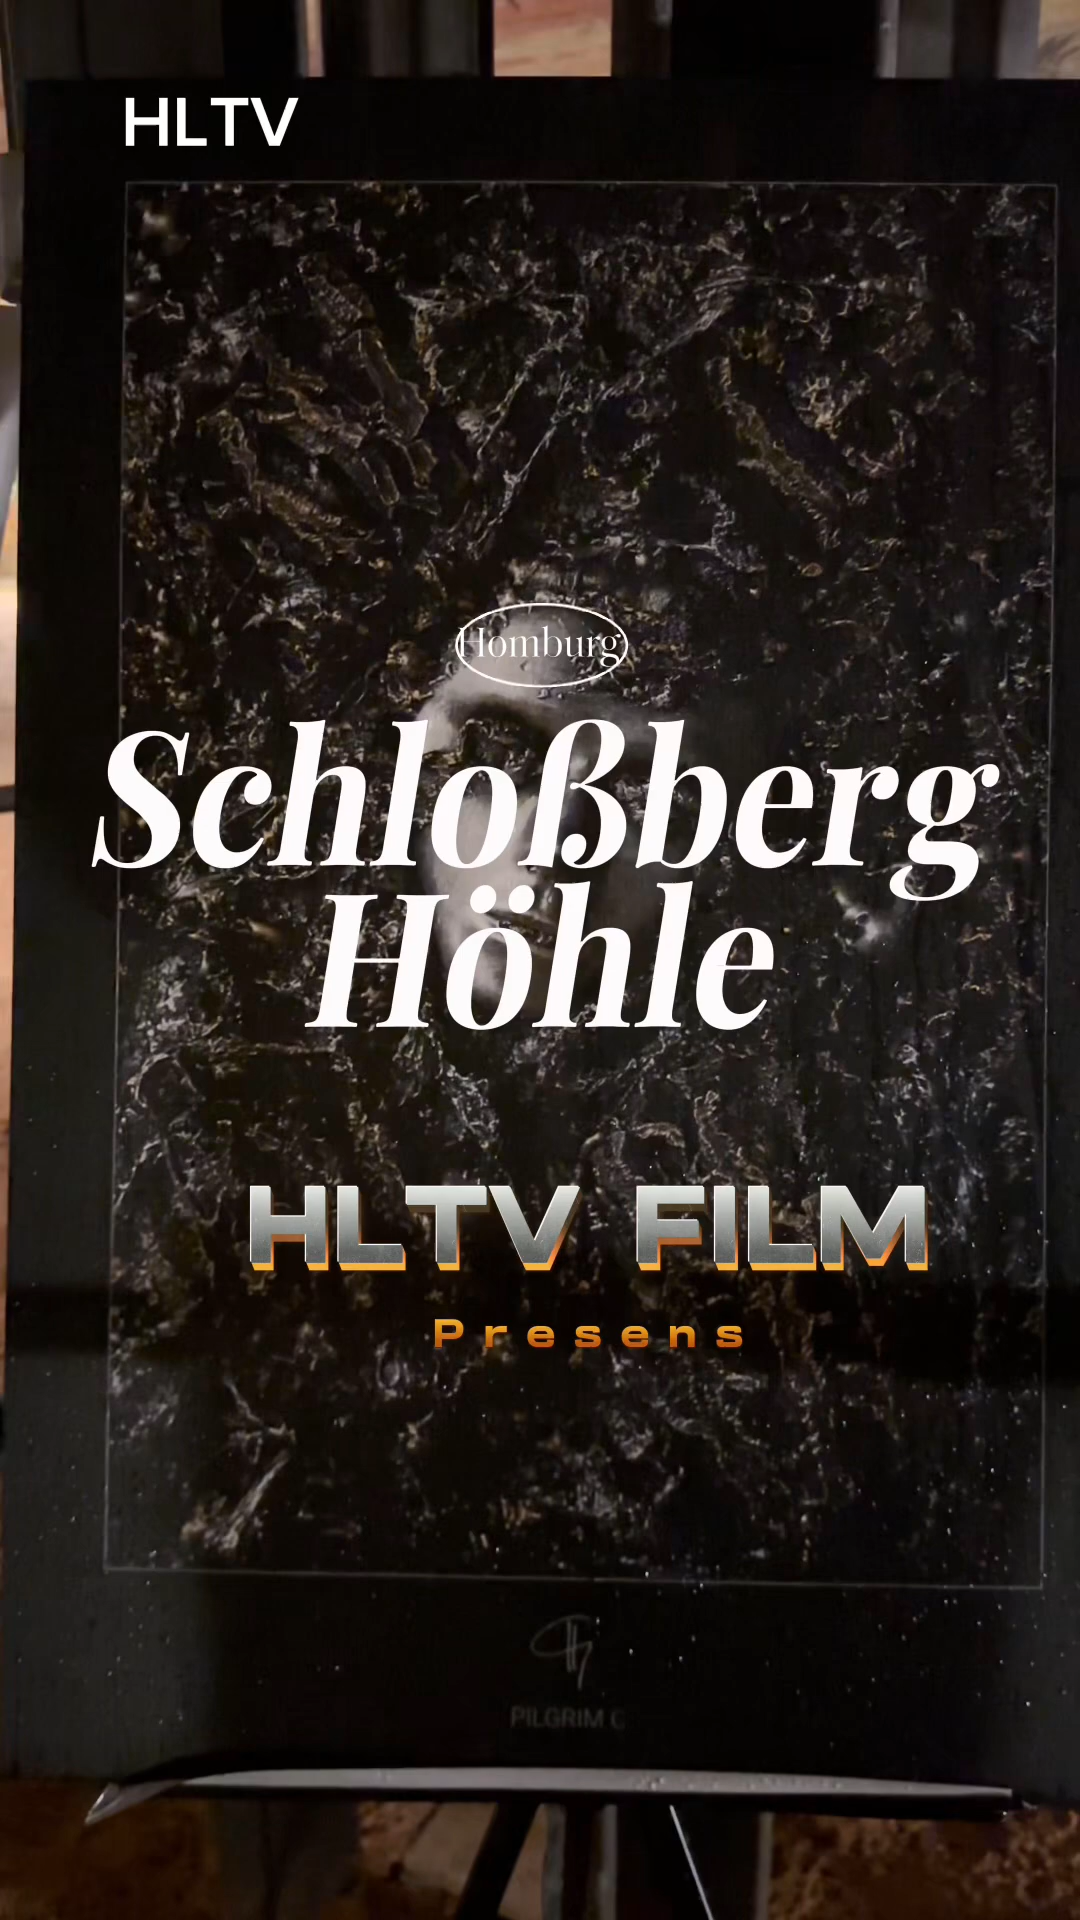 HLTV
Homburg
Schloßberg
Höhle
HLTV FILM
Presens
PILGRIM